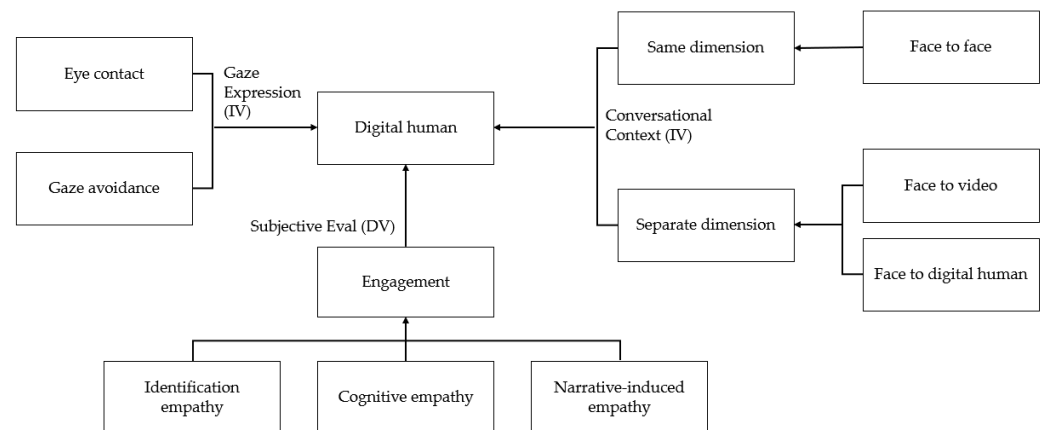 Eye contact
Gaze
Expression
(IV)
Gaze avoidance
Digital human
Subjective Eval (DV)
Engagement
Identification
empathy
Cognitive empathy
Narrative-induced
empathy
Conversational
Context (IV)
Same dimension
Face to face
Separate dimension
Face to video
Face to digital human